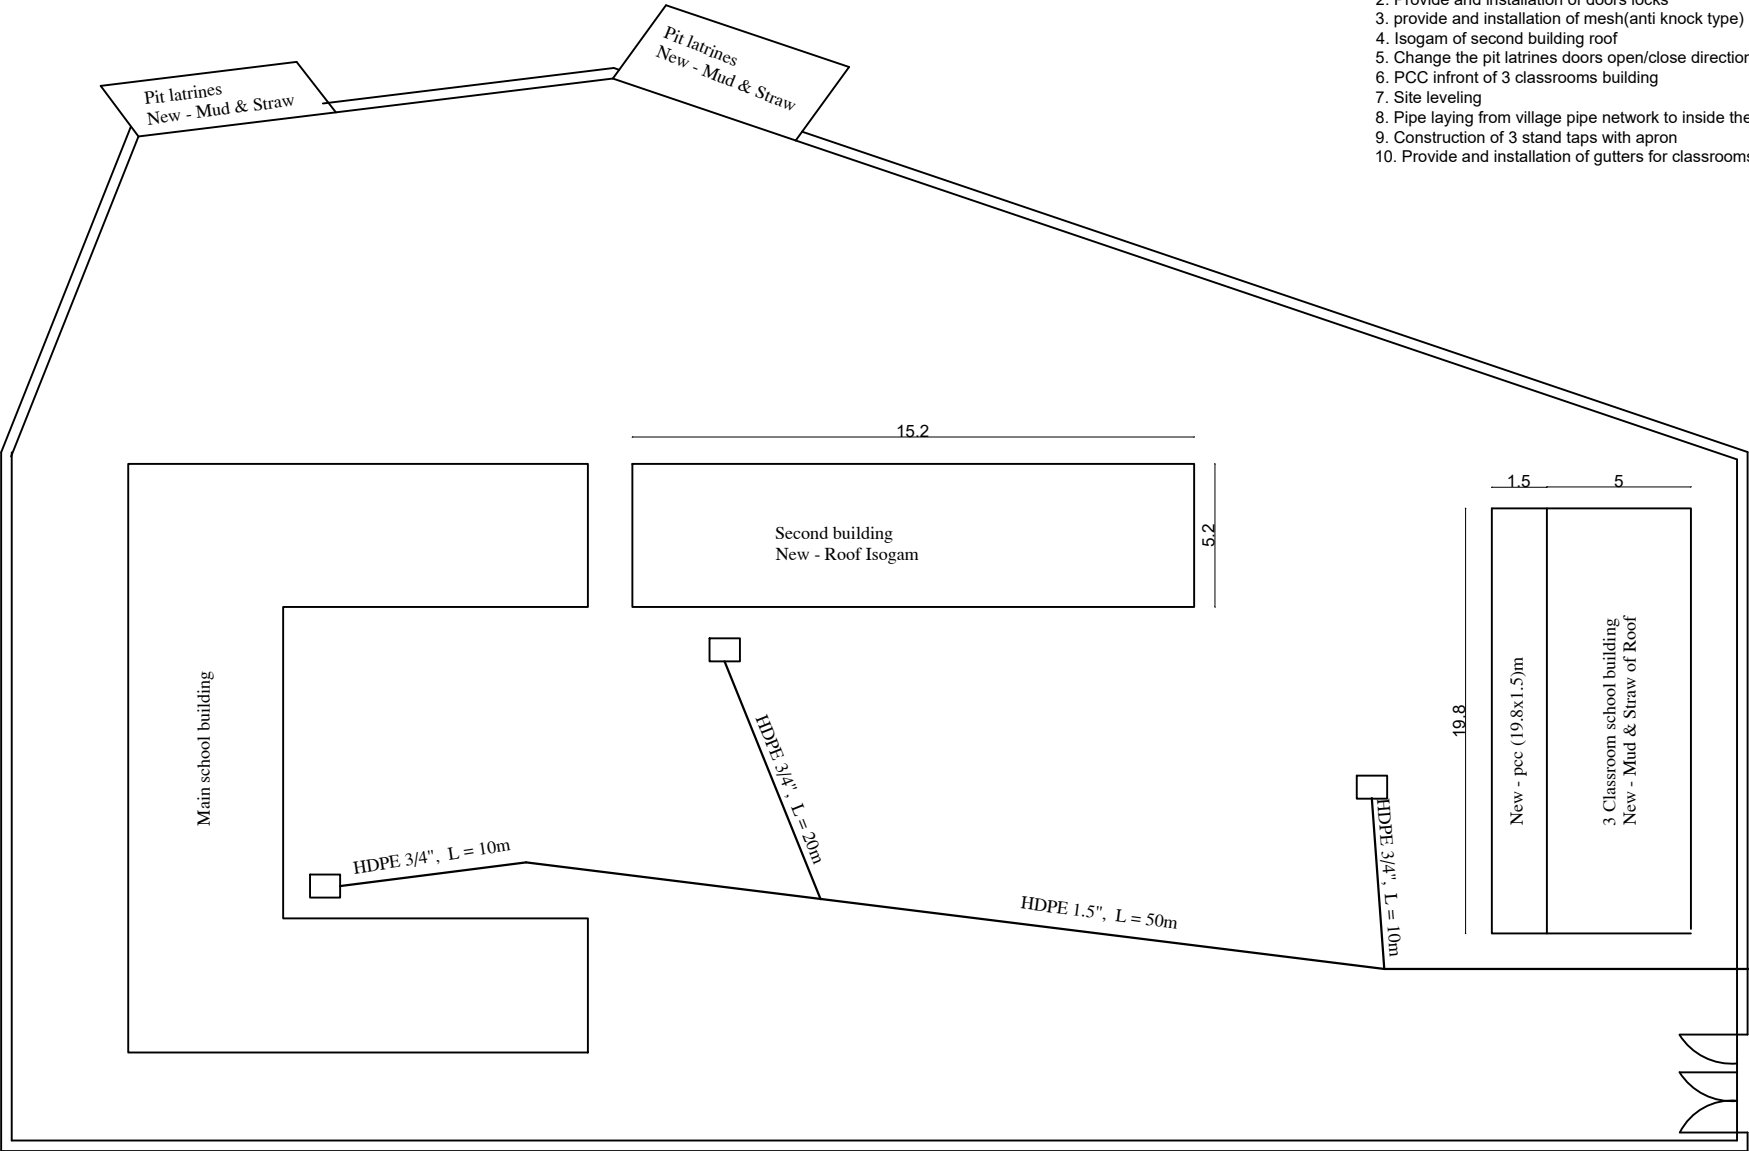 2. Provide and installation of doors locks
3. provide and installation of mesh(anti knock type)
4. Isogam of second building roof
5. Change the pit latrines doors open/close direction
6. PCC infront of 3 classrooms building
7. Site leveling
8. Pipe laying from village pipe network to inside the
9. Construction of 3 stand taps with apron
10. Provide and installation of gutters for classrooms
Pit latrines
New - Mud & Straw
Pit latrines
New - Mud & Straw
15.2
5.2
Second building
New - Roof Isogam
1.5
5
19.8
New - pcc (19.8x1.5)m
3 Classroom school building
New - Mud & Straw of Roof
Main school building
HDPE 3/4", L = 20m
HDPE 3/4", L = 10m
HDPE 3/4", L = 10m
HDPE 1.5", L = 50m